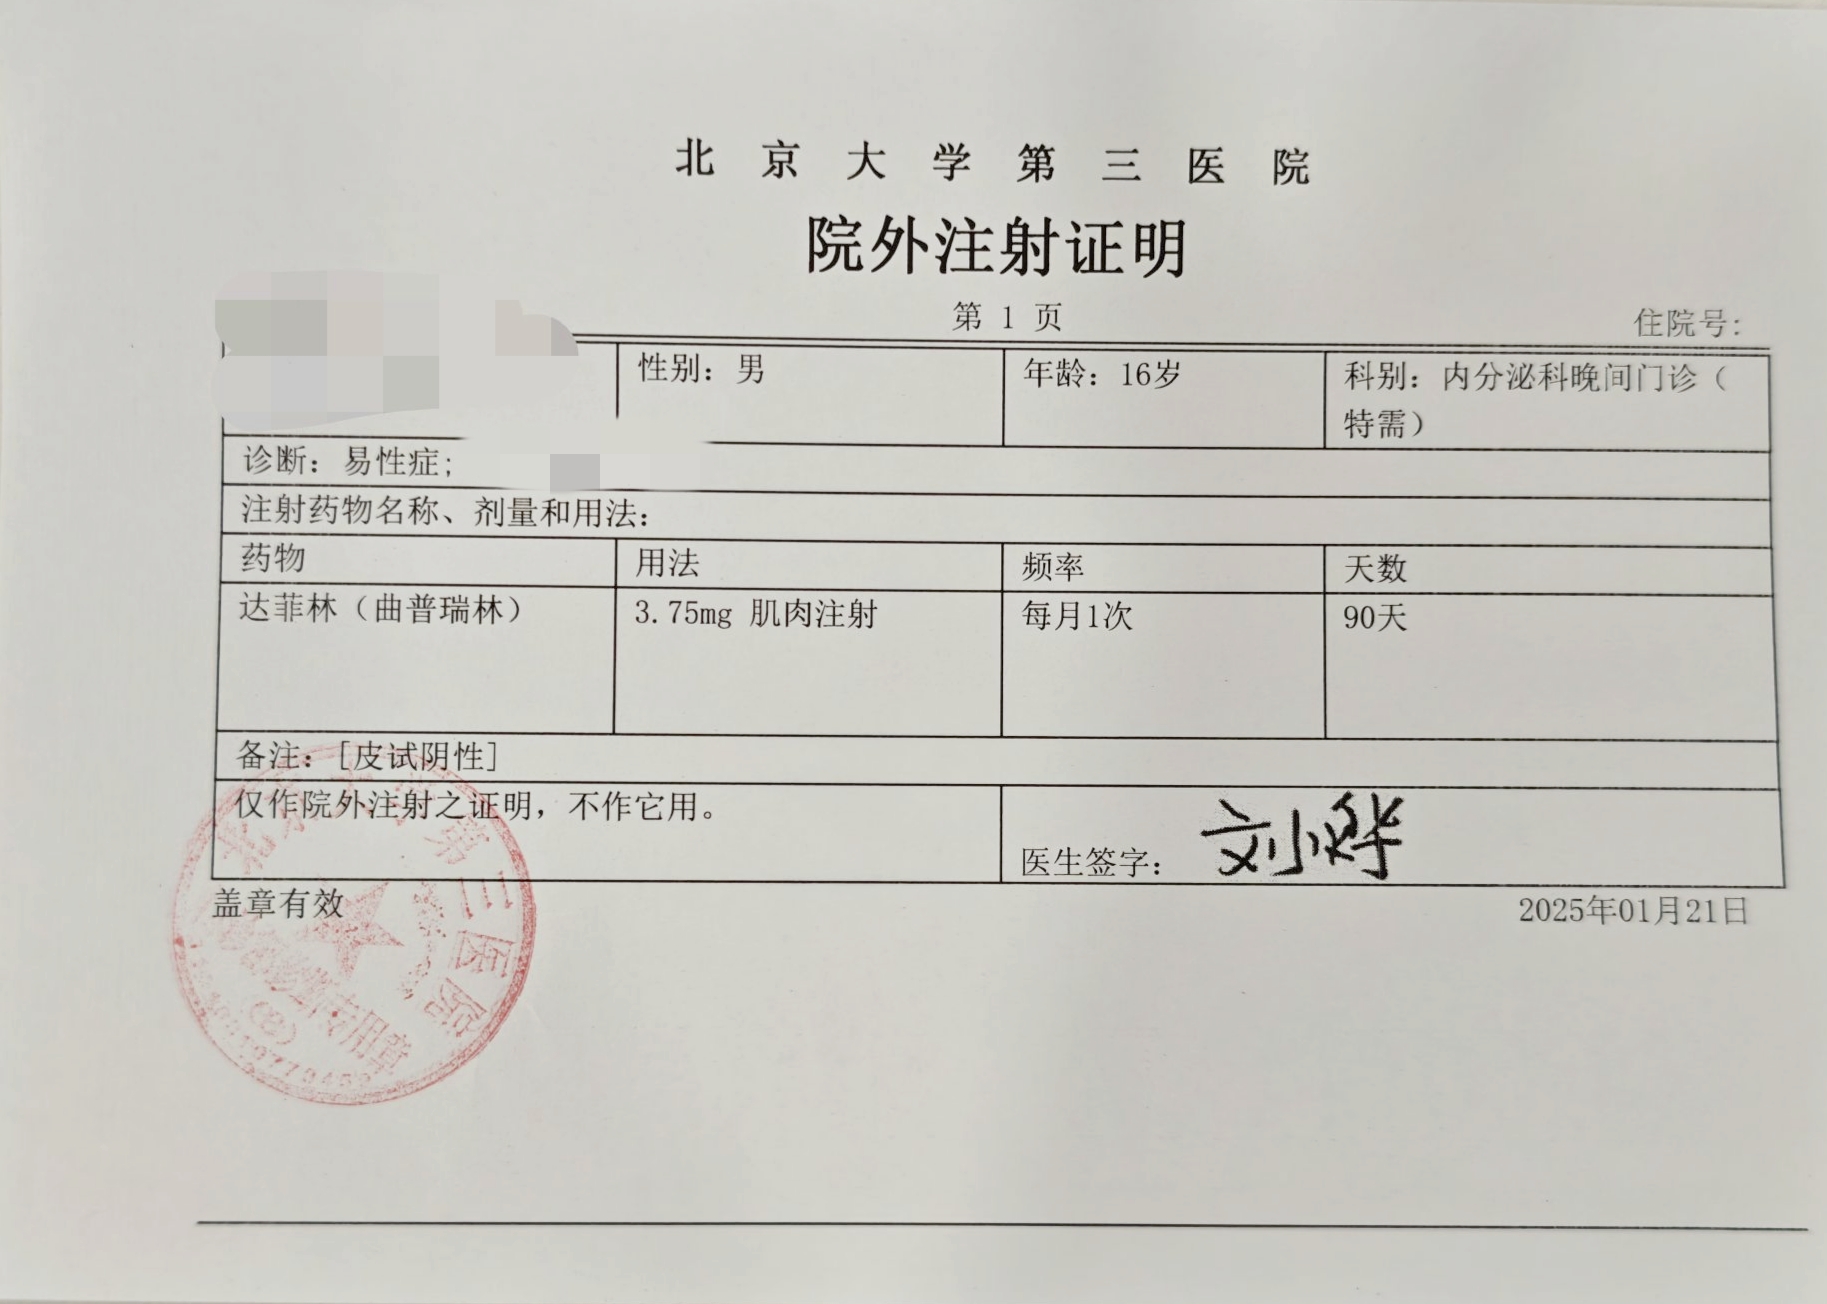 北京大学第三医院
院外注射证明
第 1 页
住院号:
性别: 男
年龄: 16岁
科别: 内分泌科晚间门诊(
特需)
诊断: 易性症;
注射药物名称、剂量和用法:
药物
用法
频率
天数
达菲林(曲普瑞林)
3.75mg 肌肉注射
每月1次
90天
备注: [皮试阴性]
仅作院外注射之证明, 不作它用。
医生签字:
刘小烨
盖章有效
2025年01月21日
北京大学第三医院
诊断专用章